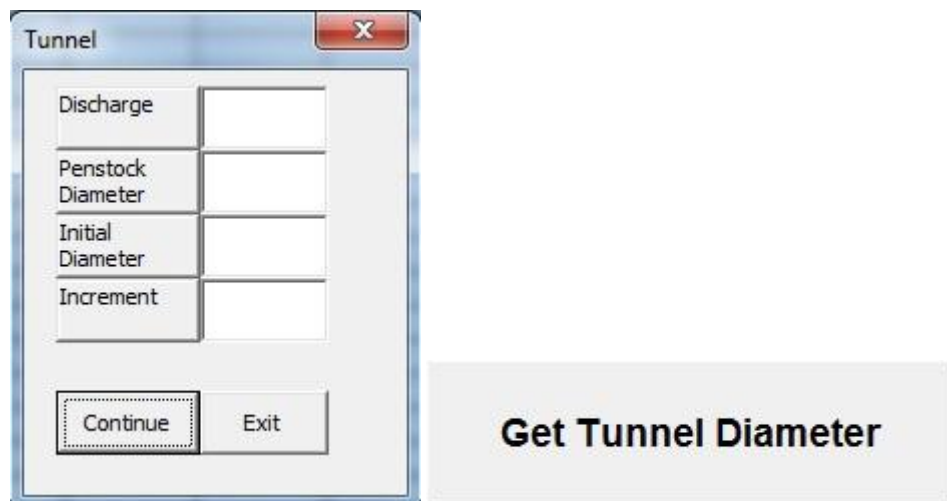 Tunnel
Discharge
Penstock
Diameter
Initial
Diameter
Increment
Continue
Exit
Get Tunnel Diameter